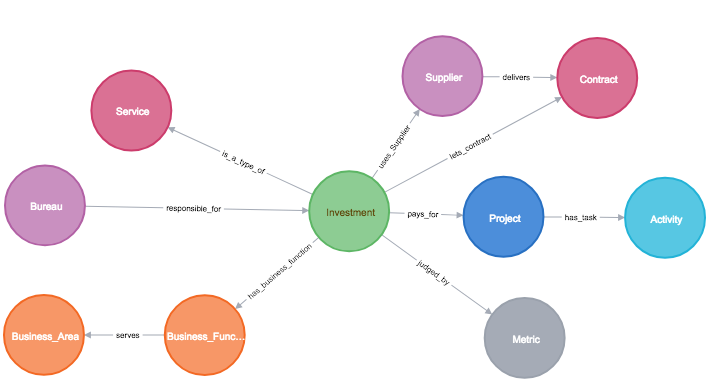 Supplier
delivers
Contract
Service
uses_Supplier
lets_contract
is_a_type_of
Bureau
responsible_for
Investment
pays_for
Project
has_task
Activity
has_business_function
judged_by
Business_Area
serves
Business_Func...
Metric